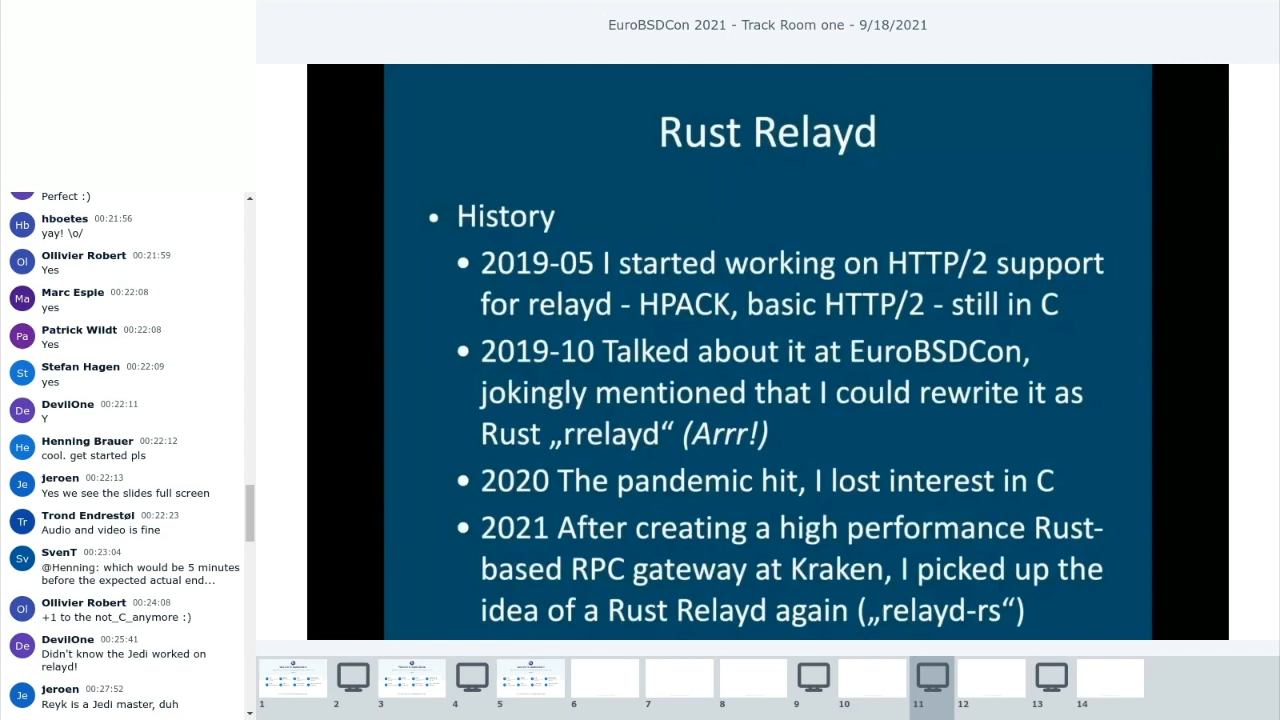 EuroBSDCon 2021 - Track Room one - 9/18/2021
Perfect :)
Hb
hboetes 00:21:56
yay! \o/
Ol
Ollivier Robert 00:21:59
Yes
Ma
Marc Espie 00:22:08
yes
Pa
Patrick Wildt 00:22:08
Yes
St
Stefan Hagen 00:22:09
yes
De
DevilOne 00:22:11
Y
He
Henning Brauer 00:22:12
cool. get started pls
Je
jeroen 00:22:13
Yes we see the slides full screen
Tr
Trond Endrestøl 00:22:23
Audio and video is fine
Sv
SvenT 00:23:04
@Henning: which would be 5 minutes
before the expected actual end...
Ol
Ollivier Robert 00:24:08
+1 to the not_C_anymore :)
De
DevilOne 00:25:41
Didn't know the Jedi worked on
relayd!
Je
jeroen 00:27:52
Reyk is a Jedi master, duh
Rust Relayd
• History
• 2019-05 I started working on HTTP/2 support
for relayd - HPACK, basic HTTP/2 - still in C
• 2019-10 Talked about it at EuroBSDCon,
jokingly mentioned that I could rewrite it as
Rust „rrelayd“ (Arrr!)
• 2020 The pandemic hit, I lost interest in C
• 2021 After creating a high performance Rust-
based RPC gateway at Kraken, I picked up the
idea of a Rust Relayd again („relayd-rs“)
1 2 3 4 5 6 7 8 9 10 11 12 13 14